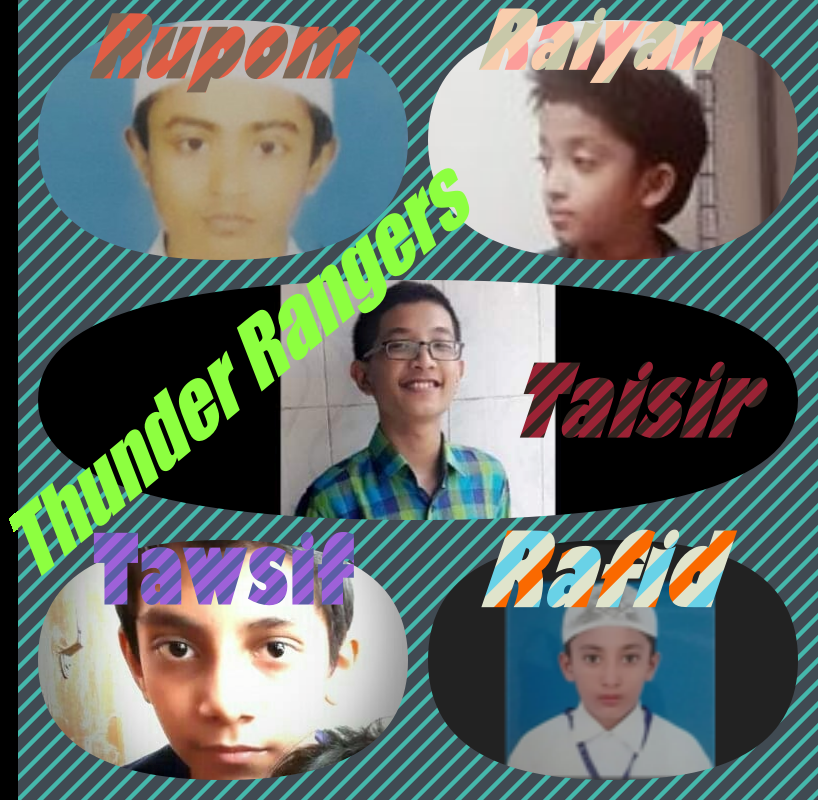 Rupom
Raiyan
Thunder Rangers
Taisir
Tawsif
Rafid